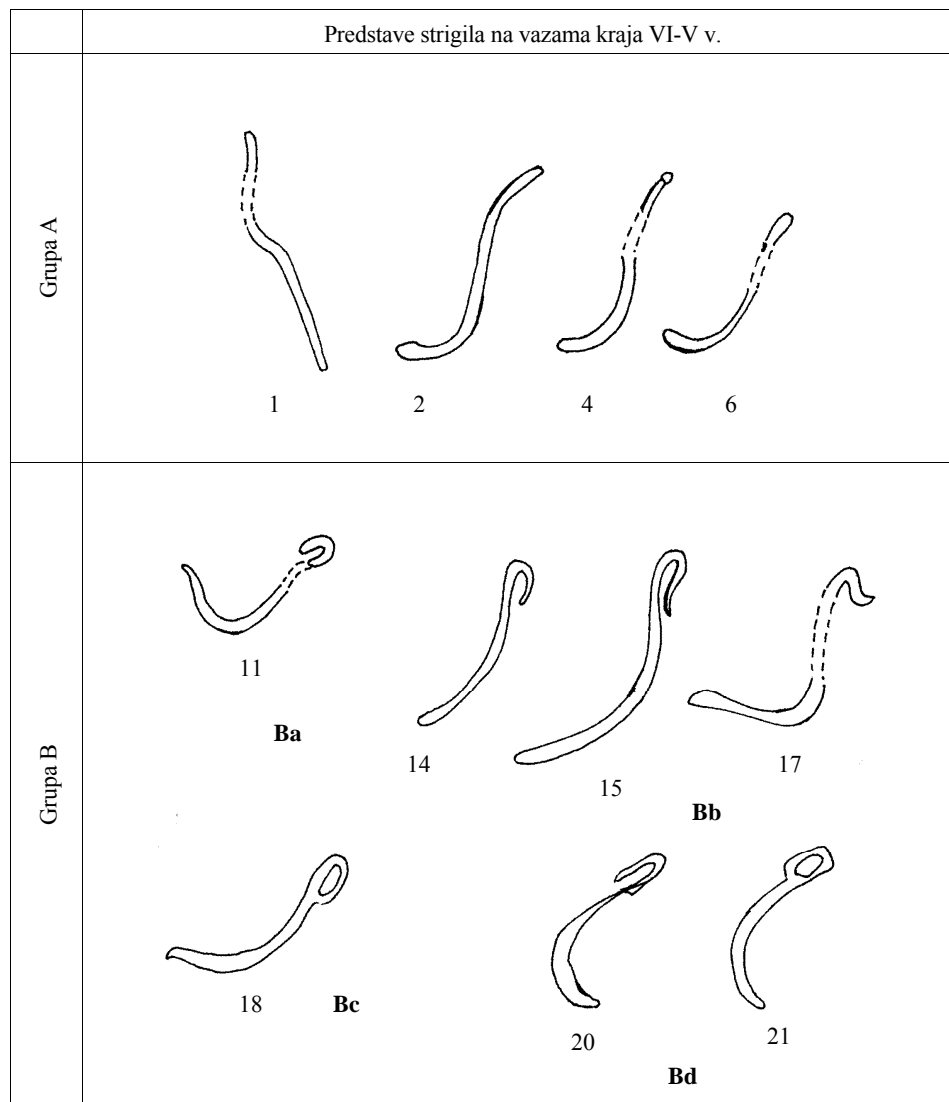 Predstave strigila na vazama kraja VI-V v.
Grupa A
1 2 4 6
Grupa B
11
Ba
14 15 17
Bb
18 Bc
20 21
Bd